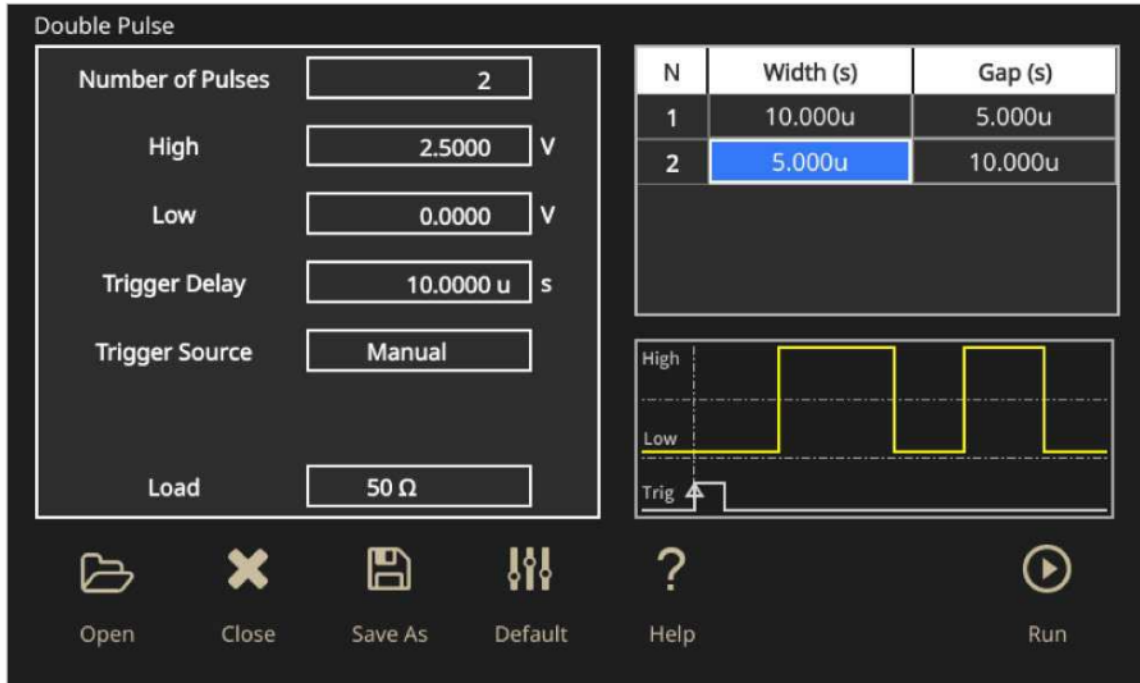 Double Pulse
Number of Pulses 2
High 2.5000 V
Low 0.0000 V
Trigger Delay 10.0000 u s
Trigger Source Manual
Load 50 Ω
N Width (s) Gap (s)
1 10.000u 5.000u
2 5.000u 10.000u
High
Low
Trig
Open Close Save As Default Help Run